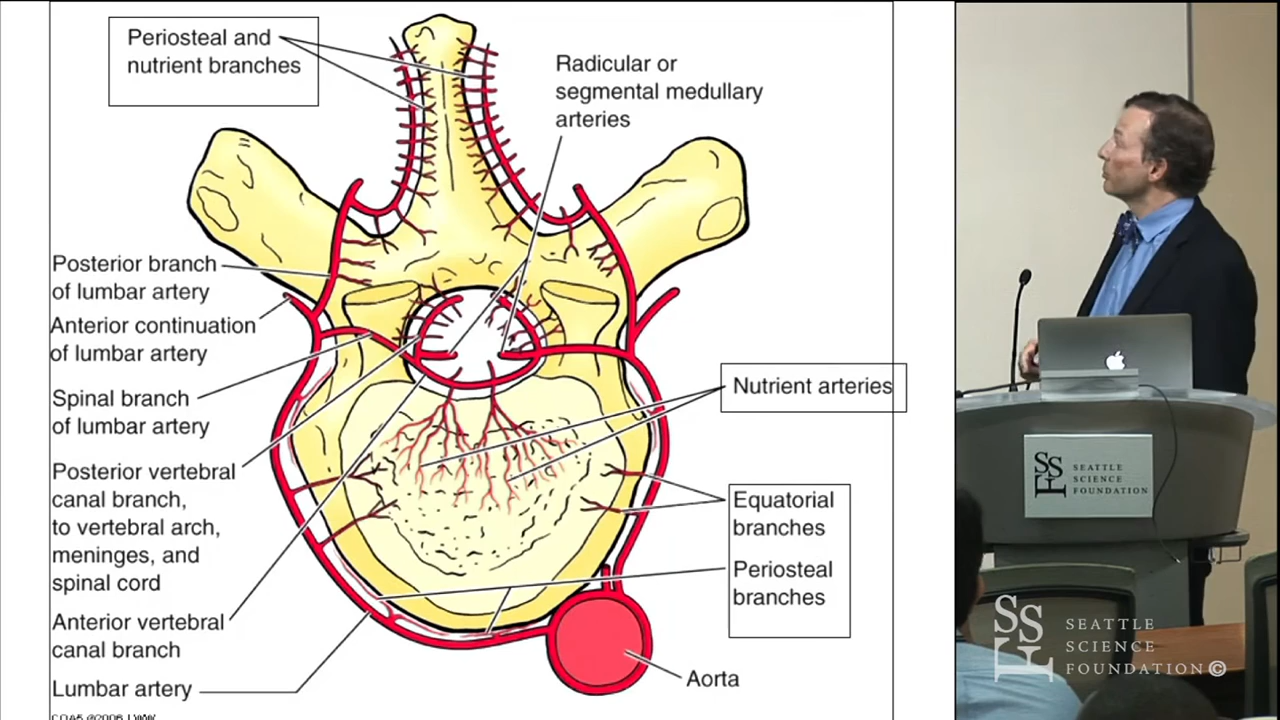 Periosteal and
nutrient branches
Radicular or
segmental medullary
arteries
Posterior branch
of lumbar artery
Anterior continuation
of lumbar artery
Spinal branch
of lumbar artery
Posterior vertebral
canal branch,
to vertebral arch,
meninges, and
spinal cord
Anterior vertebral
canal branch
Lumbar artery
Nutrient arteries
Equatorial
branches
Periosteal
branches
Aorta
SSF
SEATTLE
SCIENCE
FOUNDATION
SSF
SEATTLE
SCIENCE
FOUNDATION©